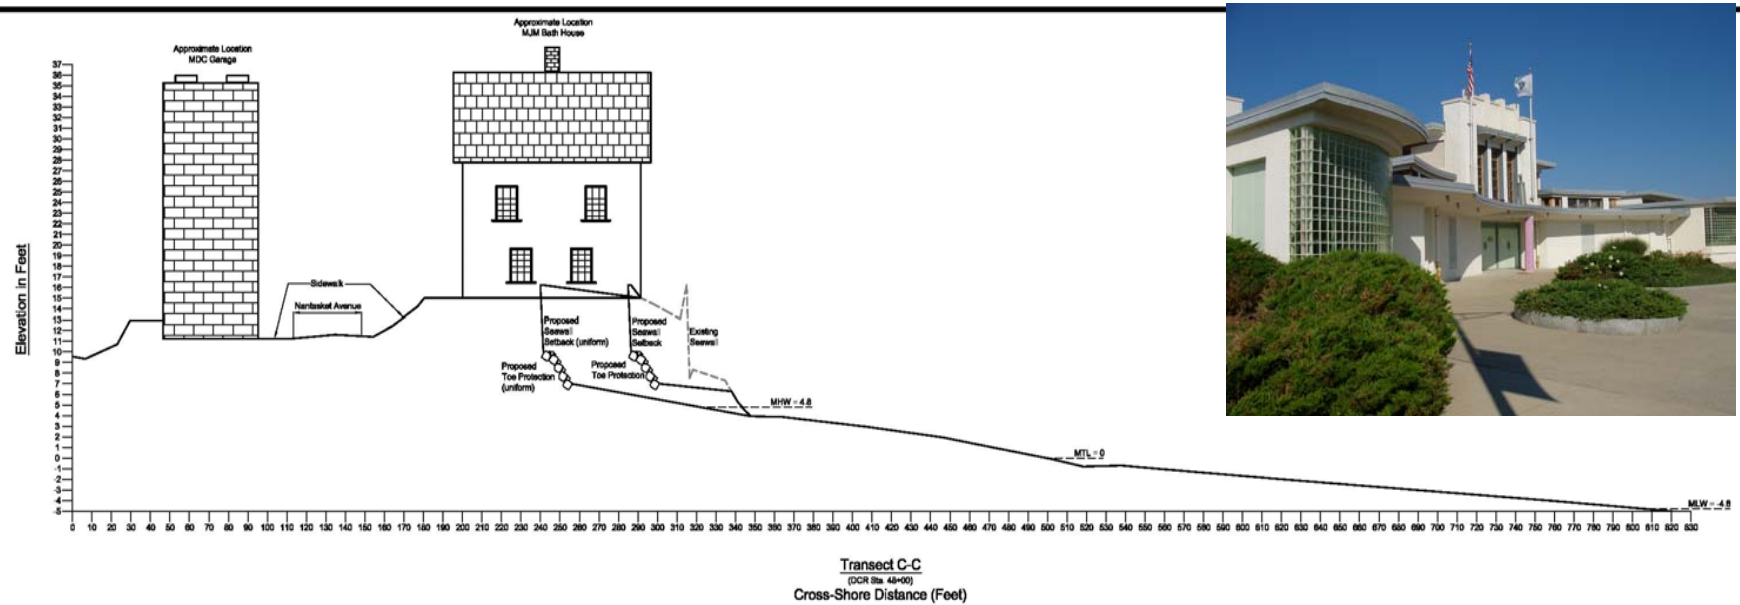 Approximate Location
MJM Bath House
Approximate Location
MDC Garage
37
36
35
34
33
32
31
30
29
28
27
26
25
24
23
22
21
20
19
18
17
16
15
14
13
12
11
10
9
8
7
6
5
4
3
2
1
0
-1
-2
-3
-4
-5
Elevation in Feet
Sidewalk
Nantasket Avenue
Proposed
Seawall
Setback (uniform)
Proposed
Seawall
Setback
Existing
Seawall
Proposed
Toe Protection
(uniform)
Proposed
Toe Protection
MHW = 4.8
MTL = 0
MLW = -4.8
0 10 20 30 40 50 60 70 80 90 100 110 120 130 140 150 160 170 180 190 200 210 220 230 240 250 260 270 280 290 300 310 320 330 340 350 360 370 380 390 400 410 420 430 440 450 460 470 480 490 500 510 520 530 540 550 560 570 580 590 600 610 620 630 640 650 660 670 680 690 700 710 720 730 740 750 760 770 780 790 800 810 820 830
Transect C-C
(DCR Sta. 48+00)
Cross-Shore Distance (Feet)